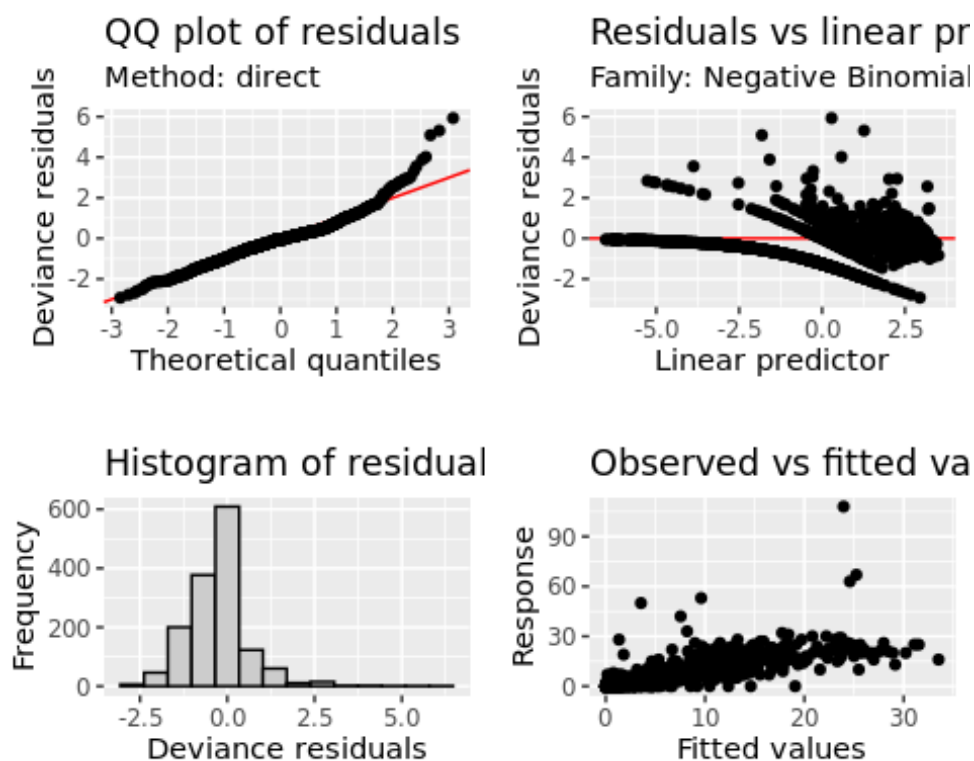 QQ plot of residuals
Method: direct
Deviance residuals
6
4
2
0
-2
-3 -2 -1 0 1 2 3
Theoretical quantiles
Residuals vs linear pr
Family: Negative Binomial
Deviance residuals
6
4
2
0
-2
-5.0 -2.5 0.0 2.5
Linear predictor
Histogram of residual
Frequency
600
400
200
0
-2.5 0.0 2.5 5.0
Deviance residuals
Observed vs fitted va
Response
90
60
30
0
0 10 20 30
Fitted values